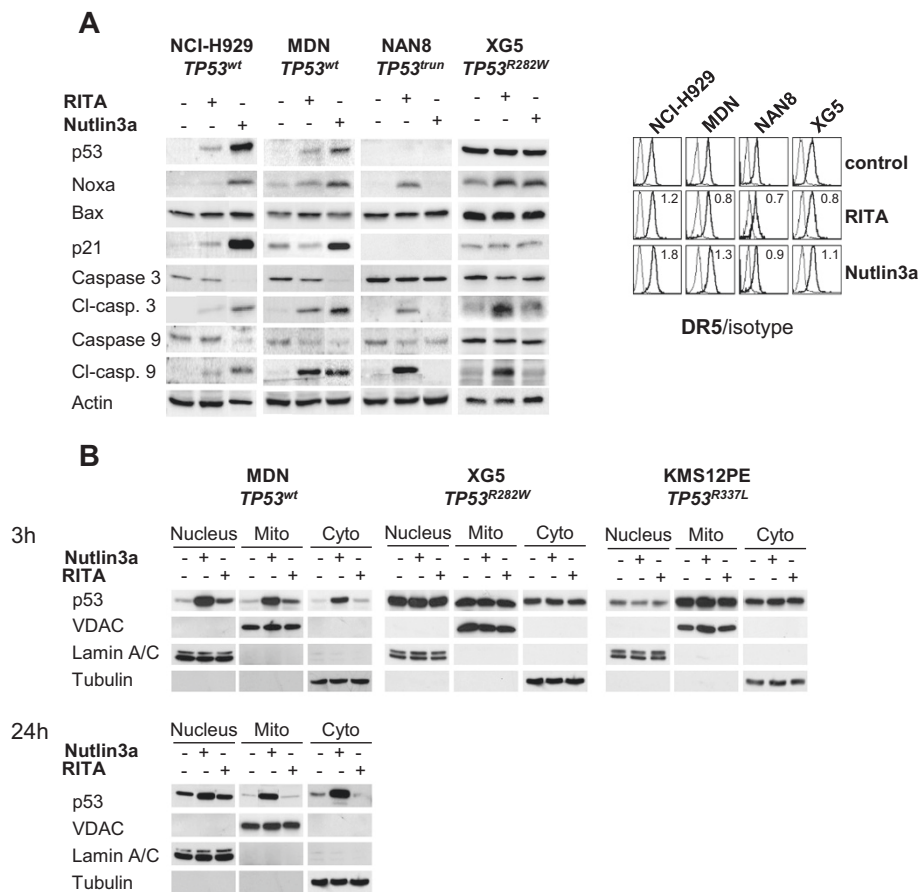 A
NCI-H929 MDN NAN8 XG5
TP53wt TP53wt TP53trun TP53R282W
RITA - + - - + - - + - - + -
Nutlin3a - - + - - + - - + - - +
p53
Noxa
Bax
p21
Caspase 3
Cl-casp. 3
Caspase 9
Cl-casp. 9
Actin
NCI-H929 MDN NAN8 XG5
control
1.2 0.8 0.7 0.8 RITA
1.8 1.3 0.9 1.1 Nutlin3a
DR5/isotype
B
MDN XG5 KMS12PE
TP53wt TP53R282W TP53R337L
3h
Nucleus Mito Cyto Nucleus Mito Cyto Nucleus Mito Cyto
Nutlin3a - + - - + - - + - - + - - + - - + - - + - - + - - + -
RITA - - + - - + - - + - - + - - + - - + - - + - - + - - +
p53
VDAC
Lamin A/C
Tubulin
24h
Nucleus Mito Cyto
Nutlin3a - + - - + - - + -
RITA - - + - - + - - +
p53
VDAC
Lamin A/C
Tubulin